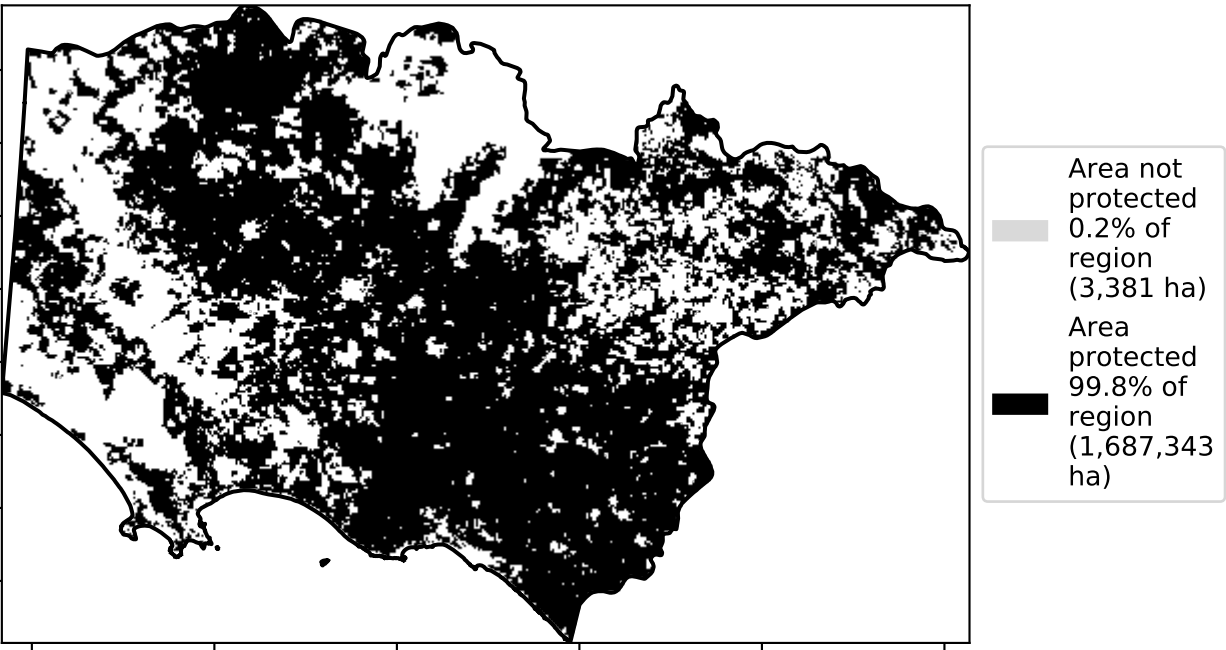 Area not
protected
0.2% of
region
(3,381 ha)
Area
protected
99.8% of
region
(1,687,343
ha)